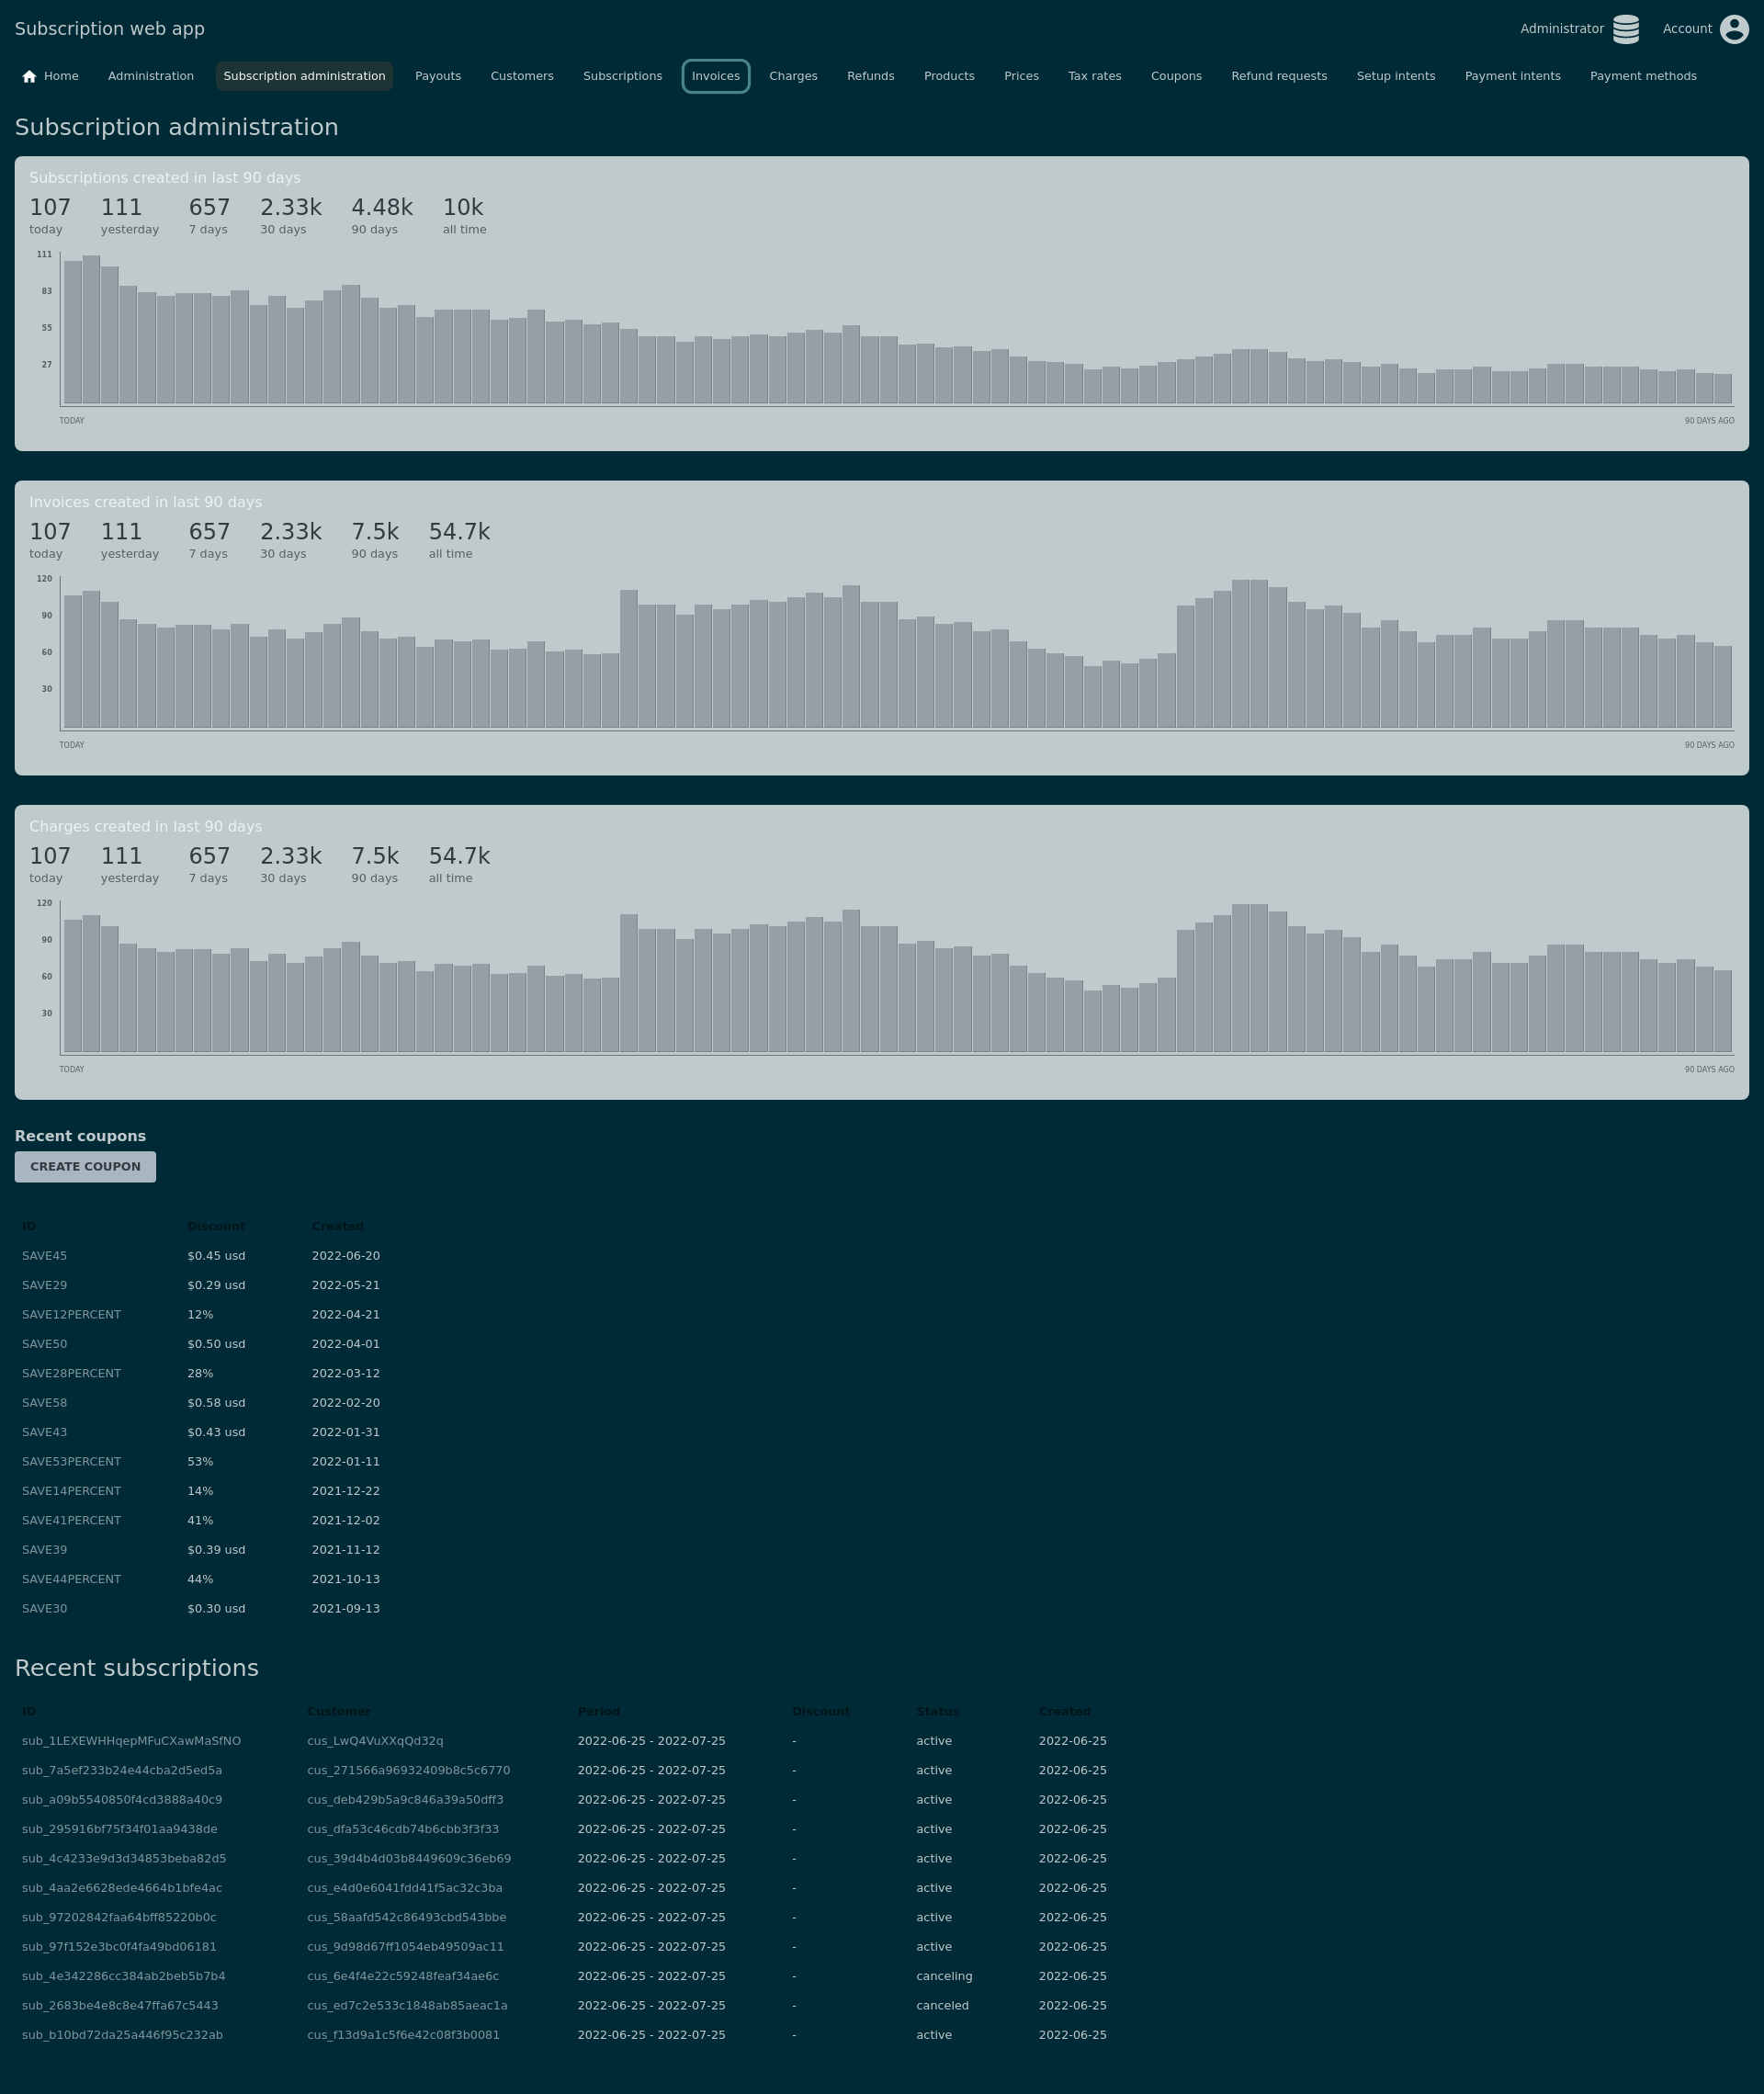 Subscription web app
Administrator Account
Home Administration Subscription administration Payouts Customers Subscriptions Invoices Charges Refunds Products Prices Tax rates Coupons Refund requests Setup intents Payment intents Payment methods
Subscription administration
Subscriptions created in last 90 days
107 111 657 2.33k 4.48k 10k
today yesterday 7 days 30 days 90 days all time
111
83
55
27
TODAY 90 DAYS AGO
Invoices created in last 90 days
107 111 657 2.33k 7.5k 54.7k
today yesterday 7 days 30 days 90 days all time
120
90
60
30
TODAY 90 DAYS AGO
Charges created in last 90 days
107 111 657 2.33k 7.5k 54.7k
today yesterday 7 days 30 days 90 days all time
120
90
60
30
TODAY 90 DAYS AGO
Recent coupons
CREATE COUPON
ID Discount Created
SAVE45 $0.45 usd 2022-06-20
SAVE29 $0.29 usd 2022-05-21
SAVE12PERCENT 12% 2022-04-21
SAVE50 $0.50 usd 2022-04-01
SAVE28PERCENT 28% 2022-03-12
SAVE58 $0.58 usd 2022-02-20
SAVE43 $0.43 usd 2022-01-31
SAVE53PERCENT 53% 2022-01-11
SAVE14PERCENT 14% 2021-12-22
SAVE41PERCENT 41% 2021-12-02
SAVE39 $0.39 usd 2021-11-12
SAVE44PERCENT 44% 2021-10-13
SAVE30 $0.30 usd 2021-09-13
Recent subscriptions
ID Customer Period Discount Status Created
sub_1LEXEWHHqepMFuCXawMaSfNO cus_LwQ4VuXXqQd32q 2022-06-25 - 2022-07-25 - active 2022-06-25
sub_7a5ef233b24e44cba2d5ed5a cus_271566a96932409b8c5c6770 2022-06-25 - 2022-07-25 - active 2022-06-25
sub_a09b5540850f4cd3888a40c9 cus_deb429b5a9c846a39a50dff3 2022-06-25 - 2022-07-25 - active 2022-06-25
sub_295916bf75f34f01aa9438de cus_dfa53c46cdb74b6cbb3f3f33 2022-06-25 - 2022-07-25 - active 2022-06-25
sub_4c4233e9d3d34853beba82d5 cus_39d4b4d03b8449609c36eb69 2022-06-25 - 2022-07-25 - active 2022-06-25
sub_4aa2e6628ede4664b1bfe4ac cus_e4d0e6041fdd41f5ac32c3ba 2022-06-25 - 2022-07-25 - active 2022-06-25
sub_97202842faa64bff85220b0c cus_58aafd542c86493cbd543bbe 2022-06-25 - 2022-07-25 - active 2022-06-25
sub_97f152e3bc0f4fa49bd06181 cus_9d98d67ff1054eb49509ac11 2022-06-25 - 2022-07-25 - active 2022-06-25
sub_4e342286cc384ab2beb5b7b4 cus_6e4f4e22c59248feaf34ae6c 2022-06-25 - 2022-07-25 - canceling 2022-06-25
sub_2683be4e8c8e47ffa67c5443 cus_ed7c2e533c1848ab85aeac1a 2022-06-25 - 2022-07-25 - canceled 2022-06-25
sub_b10bd72da25a446f95c232ab cus_f13d9a1c5f6e42c08f3b0081 2022-06-25 - 2022-07-25 - active 2022-06-25